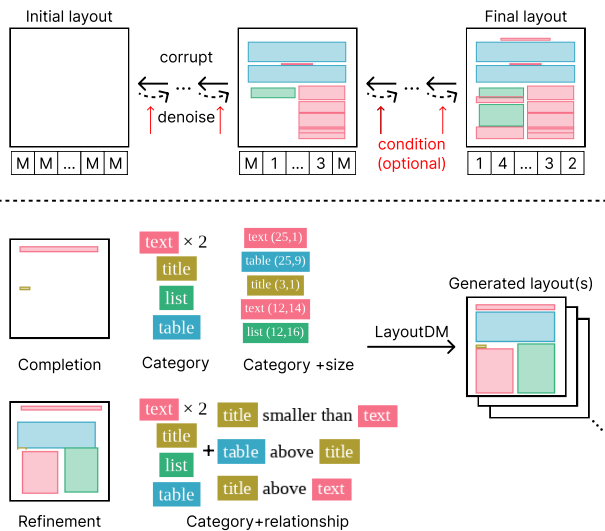 Initial layout
Final layout
corrupt
...
...
denoise
condition
(optional)
M M ... M M
M 1 ... 3 M
1 4 ... 3 2
text × 2
title
list
table
text (25,1)
table (25,9)
title (3,1)
text (12,14)
list (12,16)
Completion
Category
Category +size
LayoutDM
Generated layout(s)
text × 2
title
list
table
+
title smaller than text
table above title
title above text
Refinement
Category+relationship